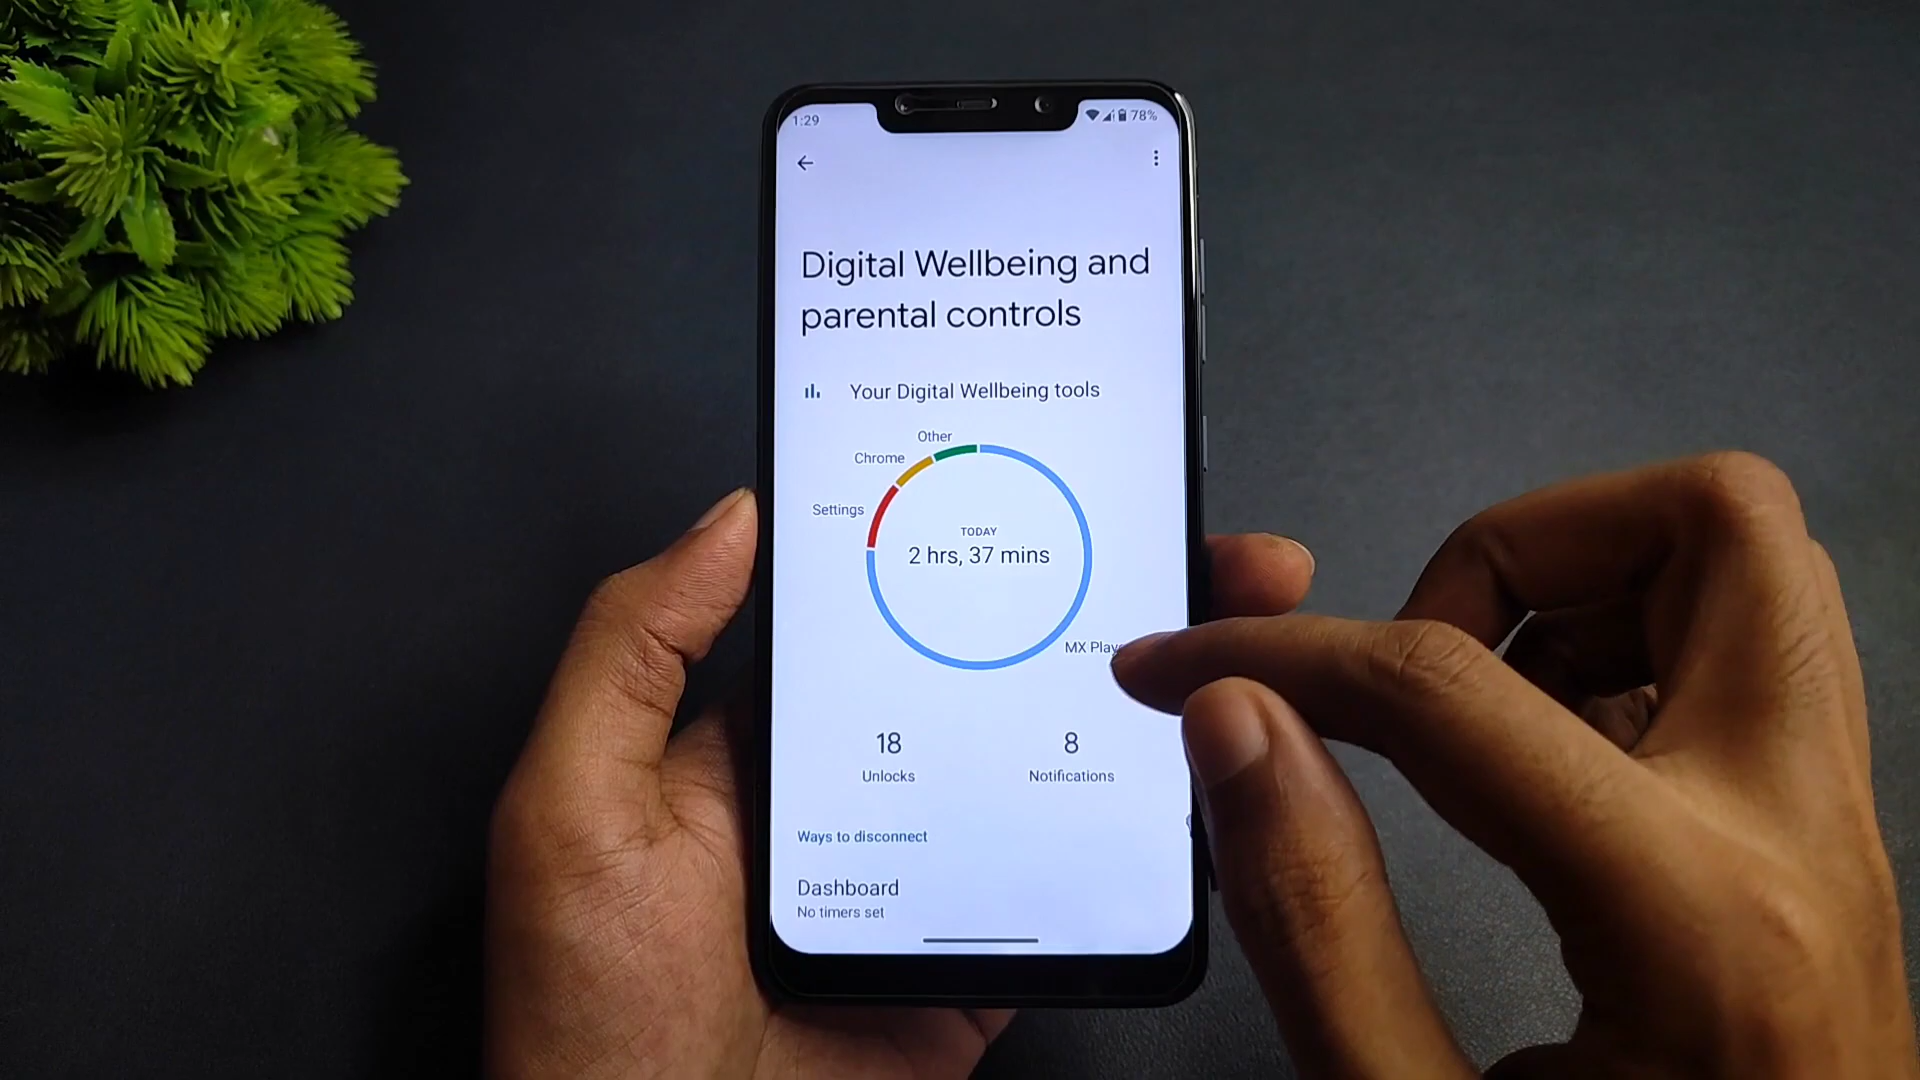 1:29
78%
Digital Wellbeing and
parental controls
Your Digital Wellbeing tools
Other
Chrome
Settings
TODAY
2 hrs, 37 mins
MX
18
8
Unlocks
Notifications
Ways to disconnect
Dashboard
No timers set